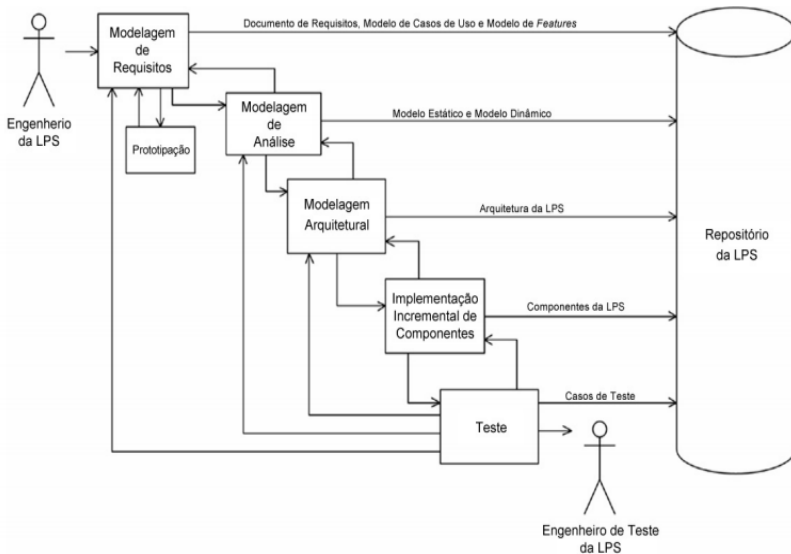 Modelagem
de
Requisitos
Documento de Requisitos, Modelo de Casos de Uso e Modelo de Features
Engenherio
da LPS
Prototipação
Modelagem
de
Análise
Modelo Estático e Modelo Dinâmico
Modelagem
Arquitetural
Arquitetura da LPS
Repositório
da LPS
Implementação
Incremental de
Componentes
Componentes da LPS
Teste
Casos de Teste
Engenheiro de Teste
da LPS